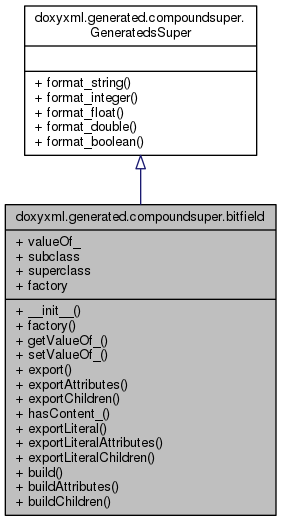 doxyxml.generated.compoundsuper.
GeneratedsSuper
+ format_string()
+ format_integer()
+ format_float()
+ format_double()
+ format_boolean()
doxyxml.generated.compoundsuper.bitfield
+ valueOf_
+ subclass
+ superclass
+ factory
+ __init__()
+ factory()
+ getValueOf_()
+ setValueOf_()
+ export()
+ exportAttributes()
+ exportChildren()
+ hasContent_()
+ exportLiteral()
+ exportLiteralAttributes()
+ exportLiteralChildren()
+ build()
+ buildAttributes()
+ buildChildren()